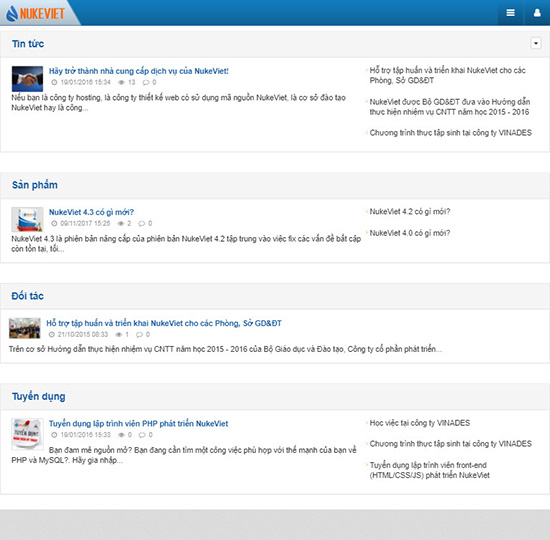 NUKEVIET
Tin tức
Hãy trở thành nhà cung cấp dịch vụ của NukeViet!
19/01/2016 15:34 13 0
Nếu bạn là công ty hosting, là công ty thiết kế web có sử dụng mã nguồn NukeViet, là cơ sở đào tạo
NukeViet hay là công...
Hỗ trợ tập huấn và triển khai NukeViet cho các
Phòng, Sở GD&ĐT
NukeViet được Bộ GD&ĐT đưa vào Hướng dẫn
thực hiện nhiệm vụ CNTT năm học 2015 - 2016
Chương trình thực tập sinh tại công ty VINADES
Sản phẩm
NukeViet 4.3 có gì mới?
09/11/2017 15:25 2 0
NukeViet 4.3 là phiên bản nâng cấp của phiên bản NukeViet 4.2 tập trung vào việc fix các vấn đề bất cập
còn tồn tại, tối...
NukeViet 4.2 có gì mới?
NukeViet 4.0 có gì mới?
Đối tác
Hỗ trợ tập huấn và triển khai NukeViet cho các Phòng, Sở GD&ĐT
21/10/2015 08:33 1 0
Trên cơ sở Hướng dẫn thực hiện nhiệm vụ CNTT năm học 2015 - 2016 của Bộ Giáo dục và Đào tạo, Công ty cổ phần phát triển...
Tuyển dụng
TUYỂN DỤNG
Tuyển dụng lập trình viên PHP phát triển NukeViet
19/01/2016 15:33 0 0
Bạn đam mê nguồn mở? Bạn đang cần tìm một công việc phù hợp với thế mạnh của bạn về
PHP và MySQL?. Hãy gia nhập...
Học việc tại công ty VINADES
Chương trình thực tập sinh tại công ty VINADES
Tuyển dụng lập trình viên front-end
(HTML/CSS/JS) phát triển NukeViet